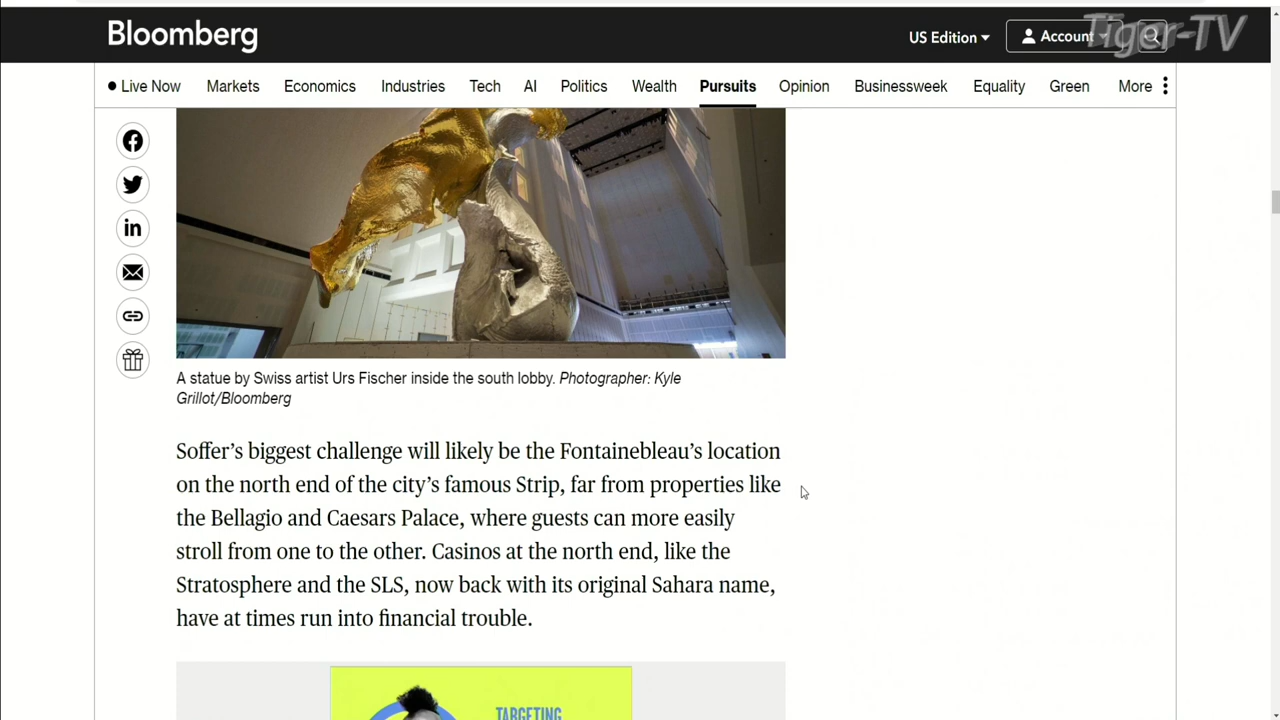 Bloomberg
US Edition
Account
Tiger-TV
Live Now Markets Economics Industries Tech AI Politics Wealth Pursuits Opinion Businessweek Equality Green More
A statue by Swiss artist Urs Fischer inside the south lobby. Photographer: Kyle
Grillot/Bloomberg
Soffer’s biggest challenge will likely be the Fontainebleau’s location
on the north end of the city’s famous Strip, far from properties like
the Bellagio and Caesars Palace, where guests can more easily
stroll from one to the other. Casinos at the north end, like the
Stratosphere and the SLS, now back with its original Sahara name,
have at times run into financial trouble.
TARGETING